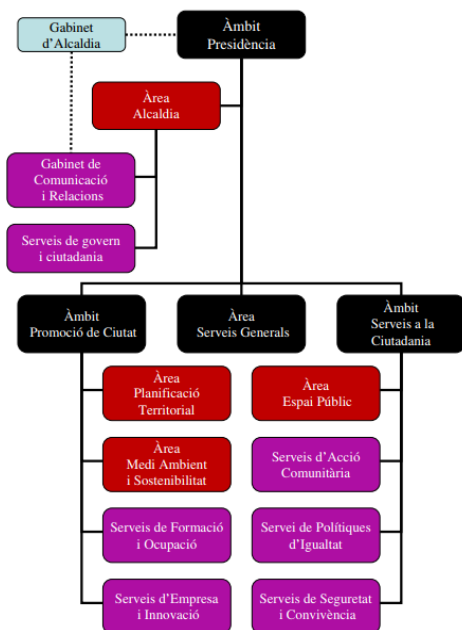 Gabinet
d’Alcaldia
Àmbit
Presidència
Àrea
Alcaldia
Gabinet de
Comunicació
i Relacions
Serveis de govern
i ciutadania
Àmbit
Promoció de Ciutat
Àrea
Serveis Generals
Àmbit
Serveis a la
Ciutadania
Àrea
Planificació
Territorial
Àrea
Espai Públic
Àrea
Medi Ambient
i Sostenibilitat
Serveis d’Acció
Comunitària
Serveis de Formació
i Ocupació
Servei de Polítiques
d’Igualtat
Serveis d’Empresa
i Innovació
Serveis de Seguretat
i Convivència